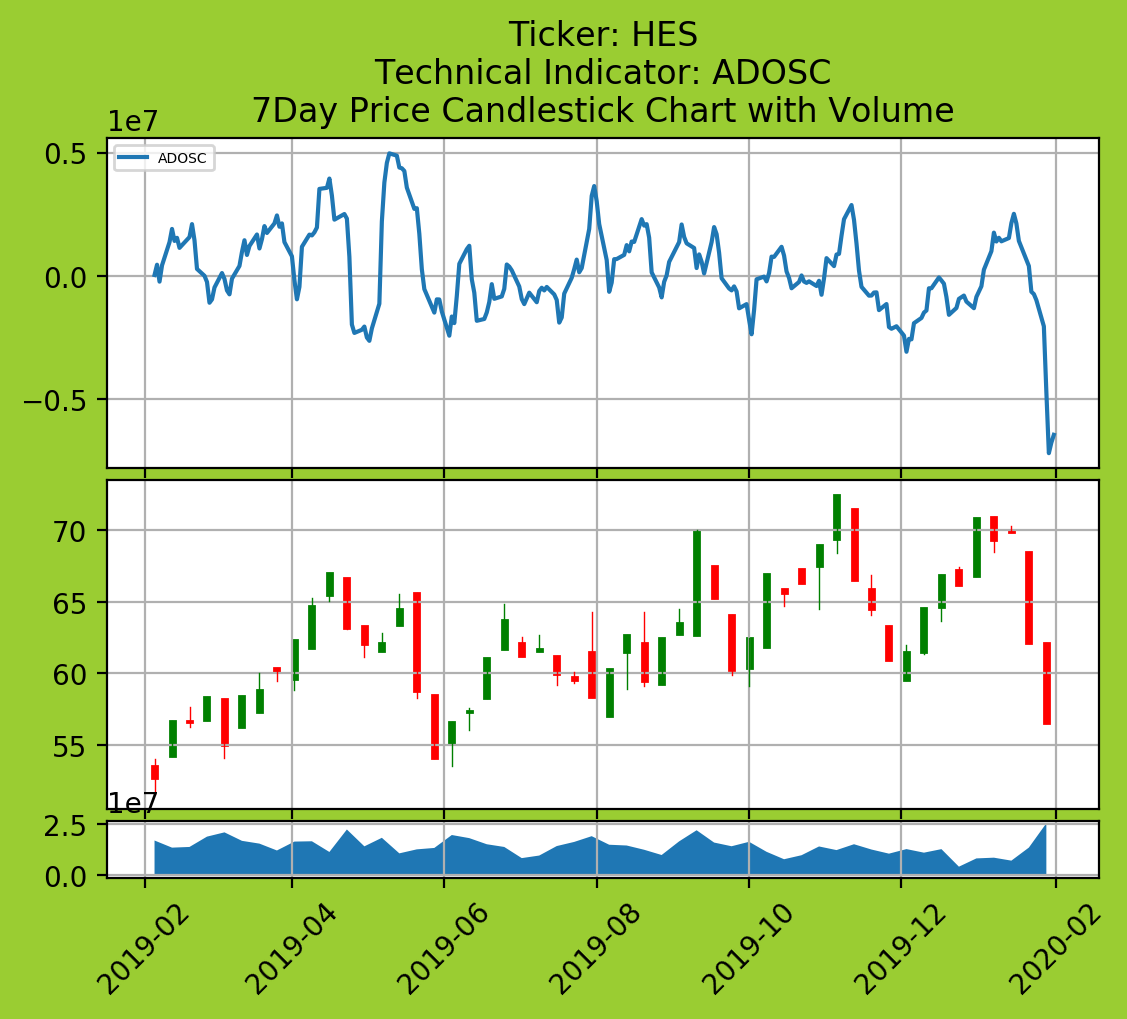 Ticker: HES
Technical Indicator: ADOSC
7Day Price Candlestick Chart with Volume
1e7
ADOSC
0.5
0.0
−0.5
70
65
60
55
1e7
2.5
0.0
2019-02
2019-04
2019-06
2019-08
2019-10
2019-12
2020-02